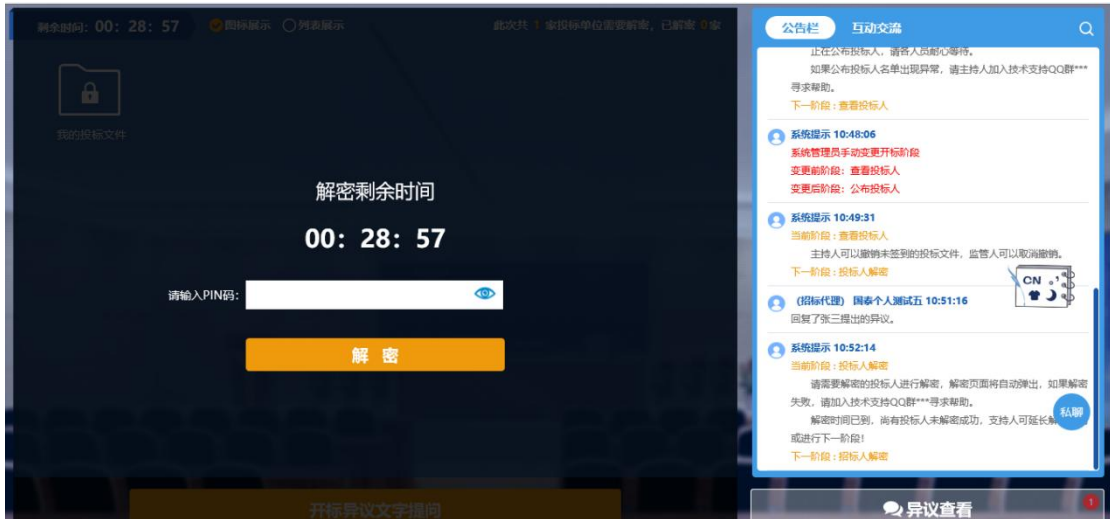 剩余时间: 00: 28: 57
图标展示
列表展示
此次共 1 家投标单位需要解密，已解密 0家
我的投标文件
解密剩余时间
00: 28: 57
请输入PIN码:
解 密
开标异议文字提问
公告栏
互动交流
正在公布投标人，请各人员耐心等待。
如果公布投标人名单出现异常，请主持人加入技术支持QQ群***
寻求帮助。
下一阶段 : 查看投标人
系统提示 10:48:06
系统管理员手动变更开标阶段
变更前阶段：查看投标人
变更后阶段：公布投标人
系统提示 10:49:31
当前阶段 : 查看投标人
主持人可以撤销未签到的投标文件，监管人可以取消撤销。
下一阶段 : 投标人解密
CN
（招标代理） 国泰个人测试五 10:51:16
回复了张三提出的异议。
系统提示 10:52:14
当前阶段 : 投标人解密
请需要解密的投标人进行解密，解密页面将自动弹出，如果解密
失败，请加入技术支持QQ群***寻求帮助。
解密时间已到，尚有投标人未解密成功，支持人可延长解
或进行下一阶段！
下一阶段 : 招标人解密
私聊
异议查看
1